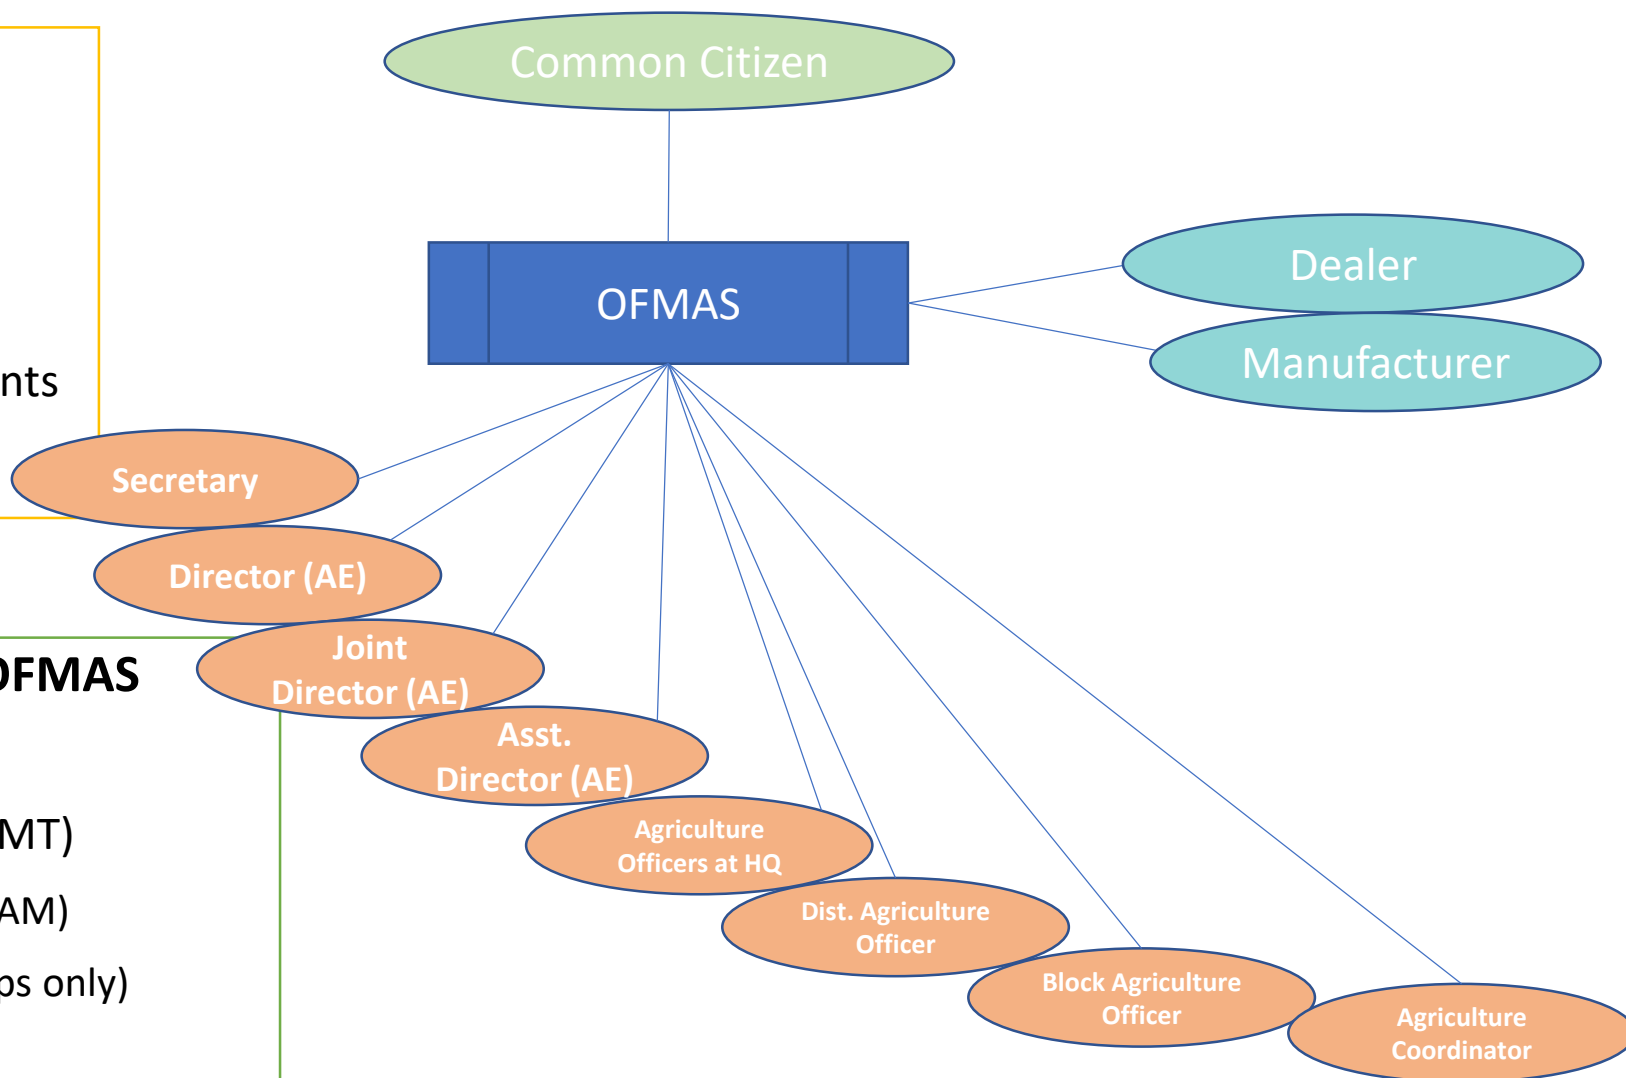 Common Citizen
OFMAS
Dealer
Manufacturer
nts
Secretary
Director (AE)
Joint
Director (AE)
OFMAS
Asst.
Director (AE)
MT)
Agriculture
Officers at HQ
AM)
Dist. Agriculture
Officer
ps only)
Block Agriculture
Officer
Agriculture
Coordinator